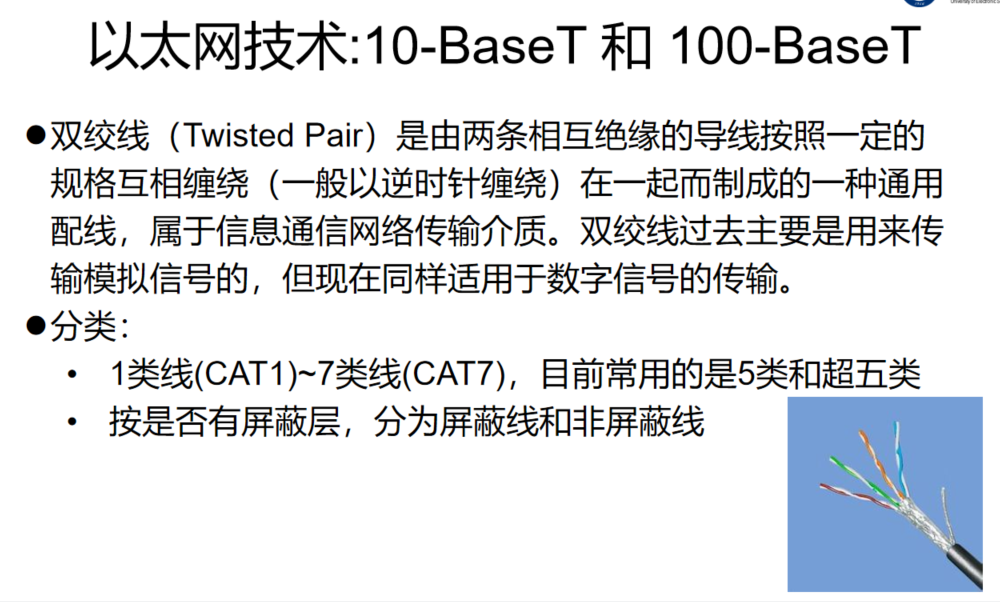 以太网技术:10-BaseT 和 100-BaseT
●双绞线（Twisted Pair）是由两条相互绝缘的导线按照一定的
规格互相缠绕（一般以逆时针缠绕）在一起而制成的一种通用
配线，属于信息通信网络传输介质。双绞线过去主要是用来传
输模拟信号的，但现在同样适用于数字信号的传输。
●分类：
• 1类线(CAT1)~7类线(CAT7)，目前常用的是5类和超五类
• 按是否有屏蔽层，分为屏蔽线和非屏蔽线